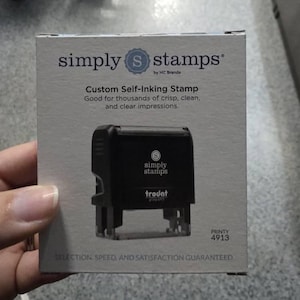 simply S stamps®
by HC Brands
Custom Self-Inking Stamp
Good for thousands of crisp, clean,
and clear impressions.
simply
stamps
trodat
PRINTY
4913
SELECTION, SPEED, AND SATISFACTION GUARANTEED